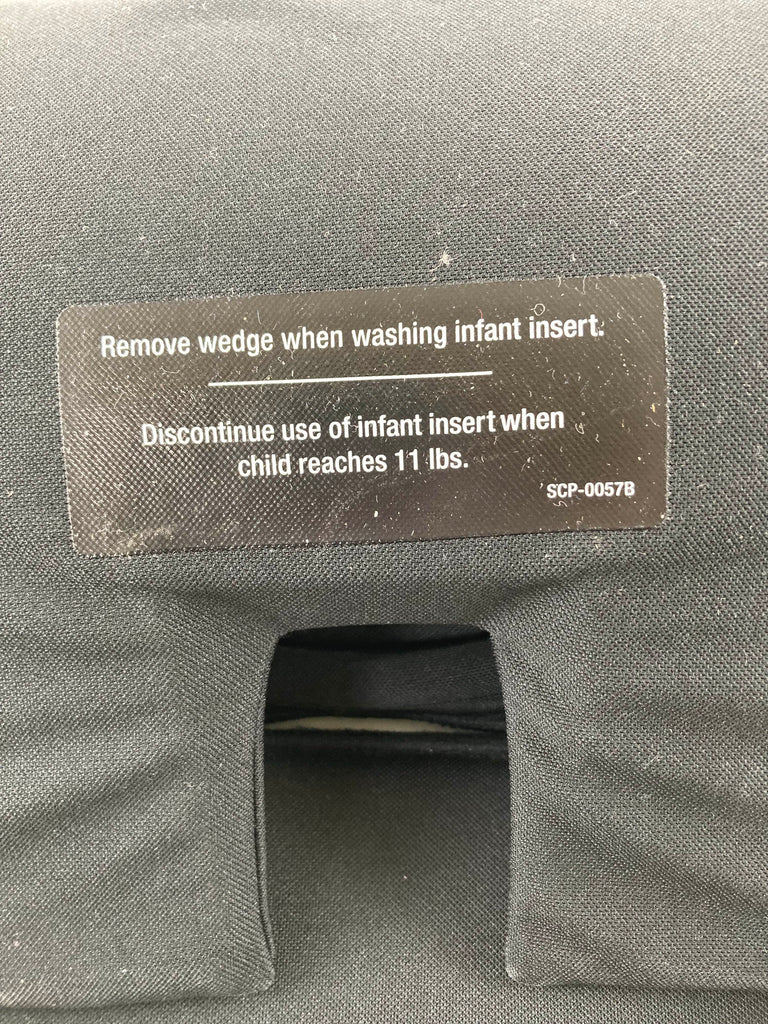 Remove wedge when washing infant insert.
Discontinue use of infant insert when
child reaches 11 lbs.
SCP-0057B